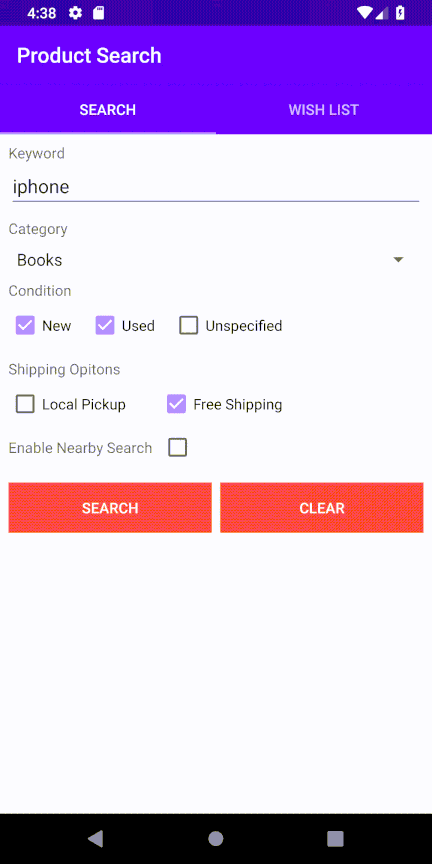 4:38
Product Search
SEARCH WISH LIST
Keyword
iphone
Category
Books
Condition
New Used Unspecified
Shipping Opitons
Local Pickup Free Shipping
Enable Nearby Search
SEARCH CLEAR